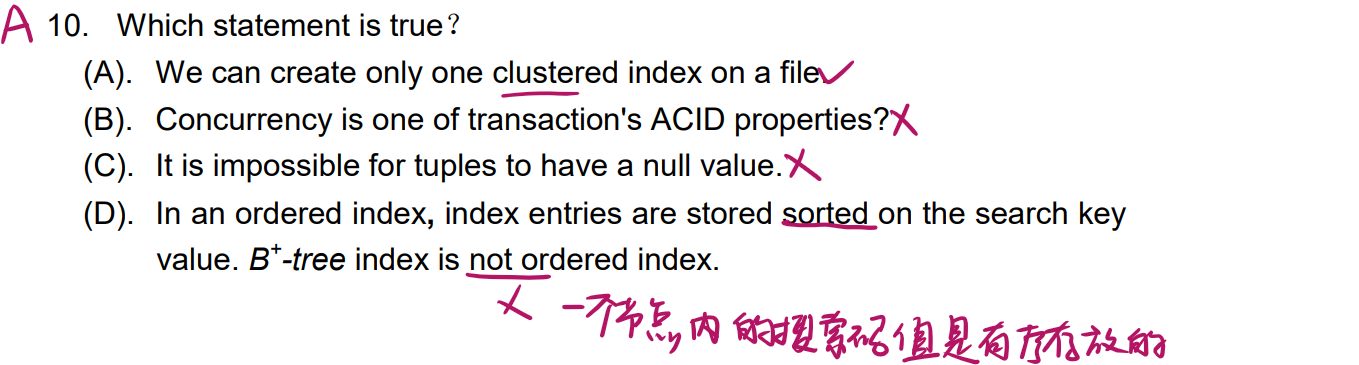 A 10. Which statement is true?
(A). We can create only one clustered index on a file.
(B). Concurrency is one of transaction's ACID properties?
(C). It is impossible for tuples to have a null value.
(D). In an ordered index, index entries are stored sorted on the search key
value. B+-tree index is not ordered index.
一个节点内的搜索码值是有序存放的